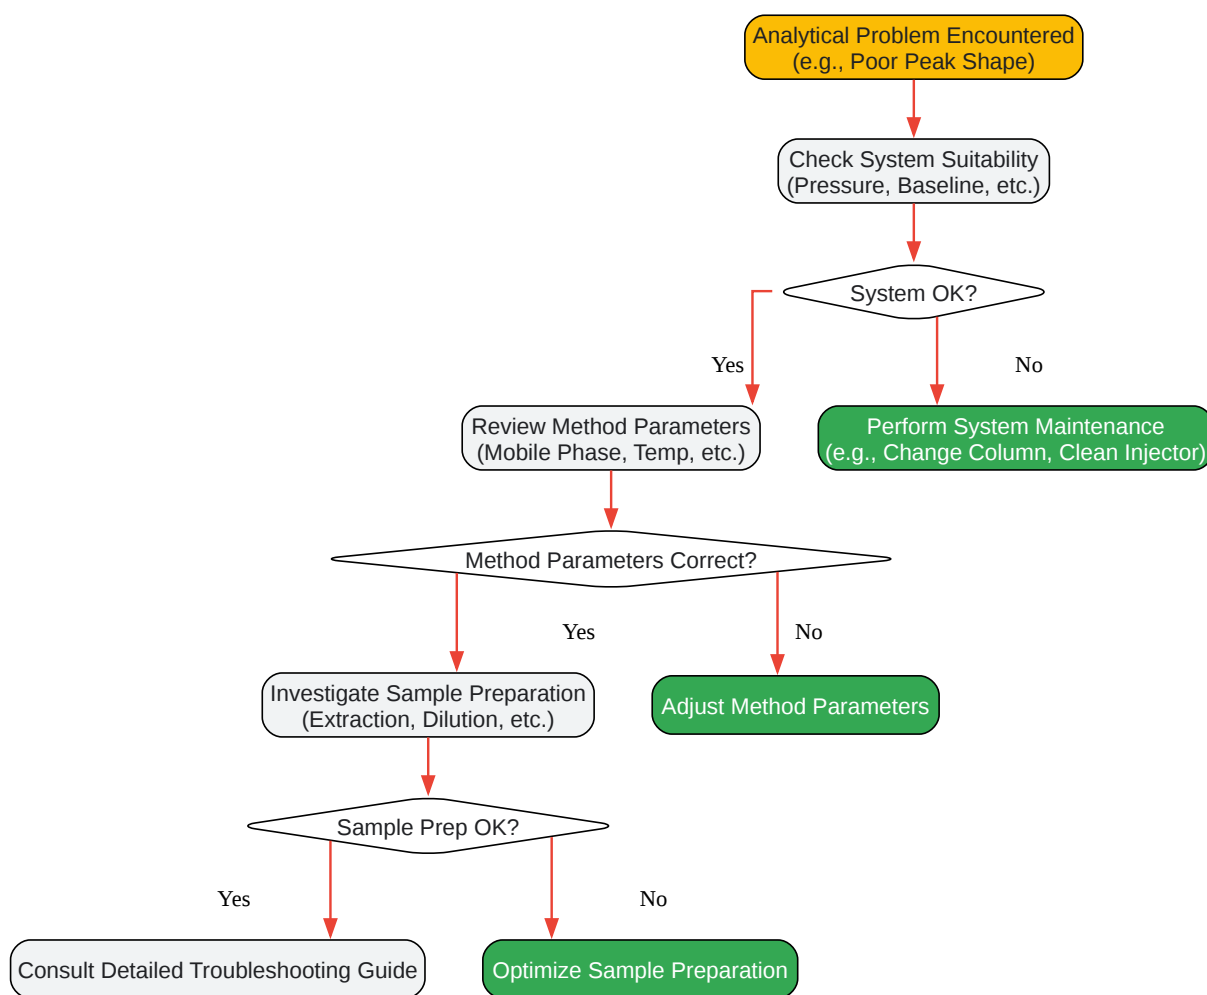 Analytical Problem Encountered
(e.g., Poor Peak Shape)
Check System Suitability
(Pressure, Baseline, etc.)
System OK?
Yes
No
Review Method Parameters
(Mobile Phase, Temp, etc.)
Perform System Maintenance
(e.g., Change Column, Clean Injector)
Method Parameters Correct?
Yes
No
Investigate Sample Preparation
(Extraction, Dilution, etc.)
Adjust Method Parameters
Sample Prep OK?
Yes
No
Consult Detailed Troubleshooting Guide
Optimize Sample Preparation